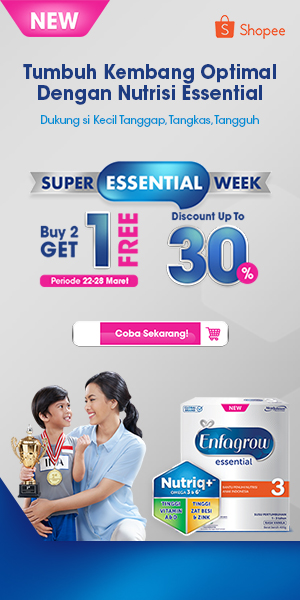 NEW
Shopee
Tumbuh Kembang Optimal
Dengan Nutrisi Essential
Dukung si Kecil Tanggap, Tangkas, Tangguh
SUPER ESSENTIAL WEEK
Buy 2
GET 1 FREE
Periode 22-28 Maret
Discount Up To
30%
Coba Sekarang!
NEW
Enfagrow
essential
3
Nutriq+
OMEGA 3 & 6
TINGGI
VITAMIN
A & D
TINGGI
ZAT BESI
& ZINK